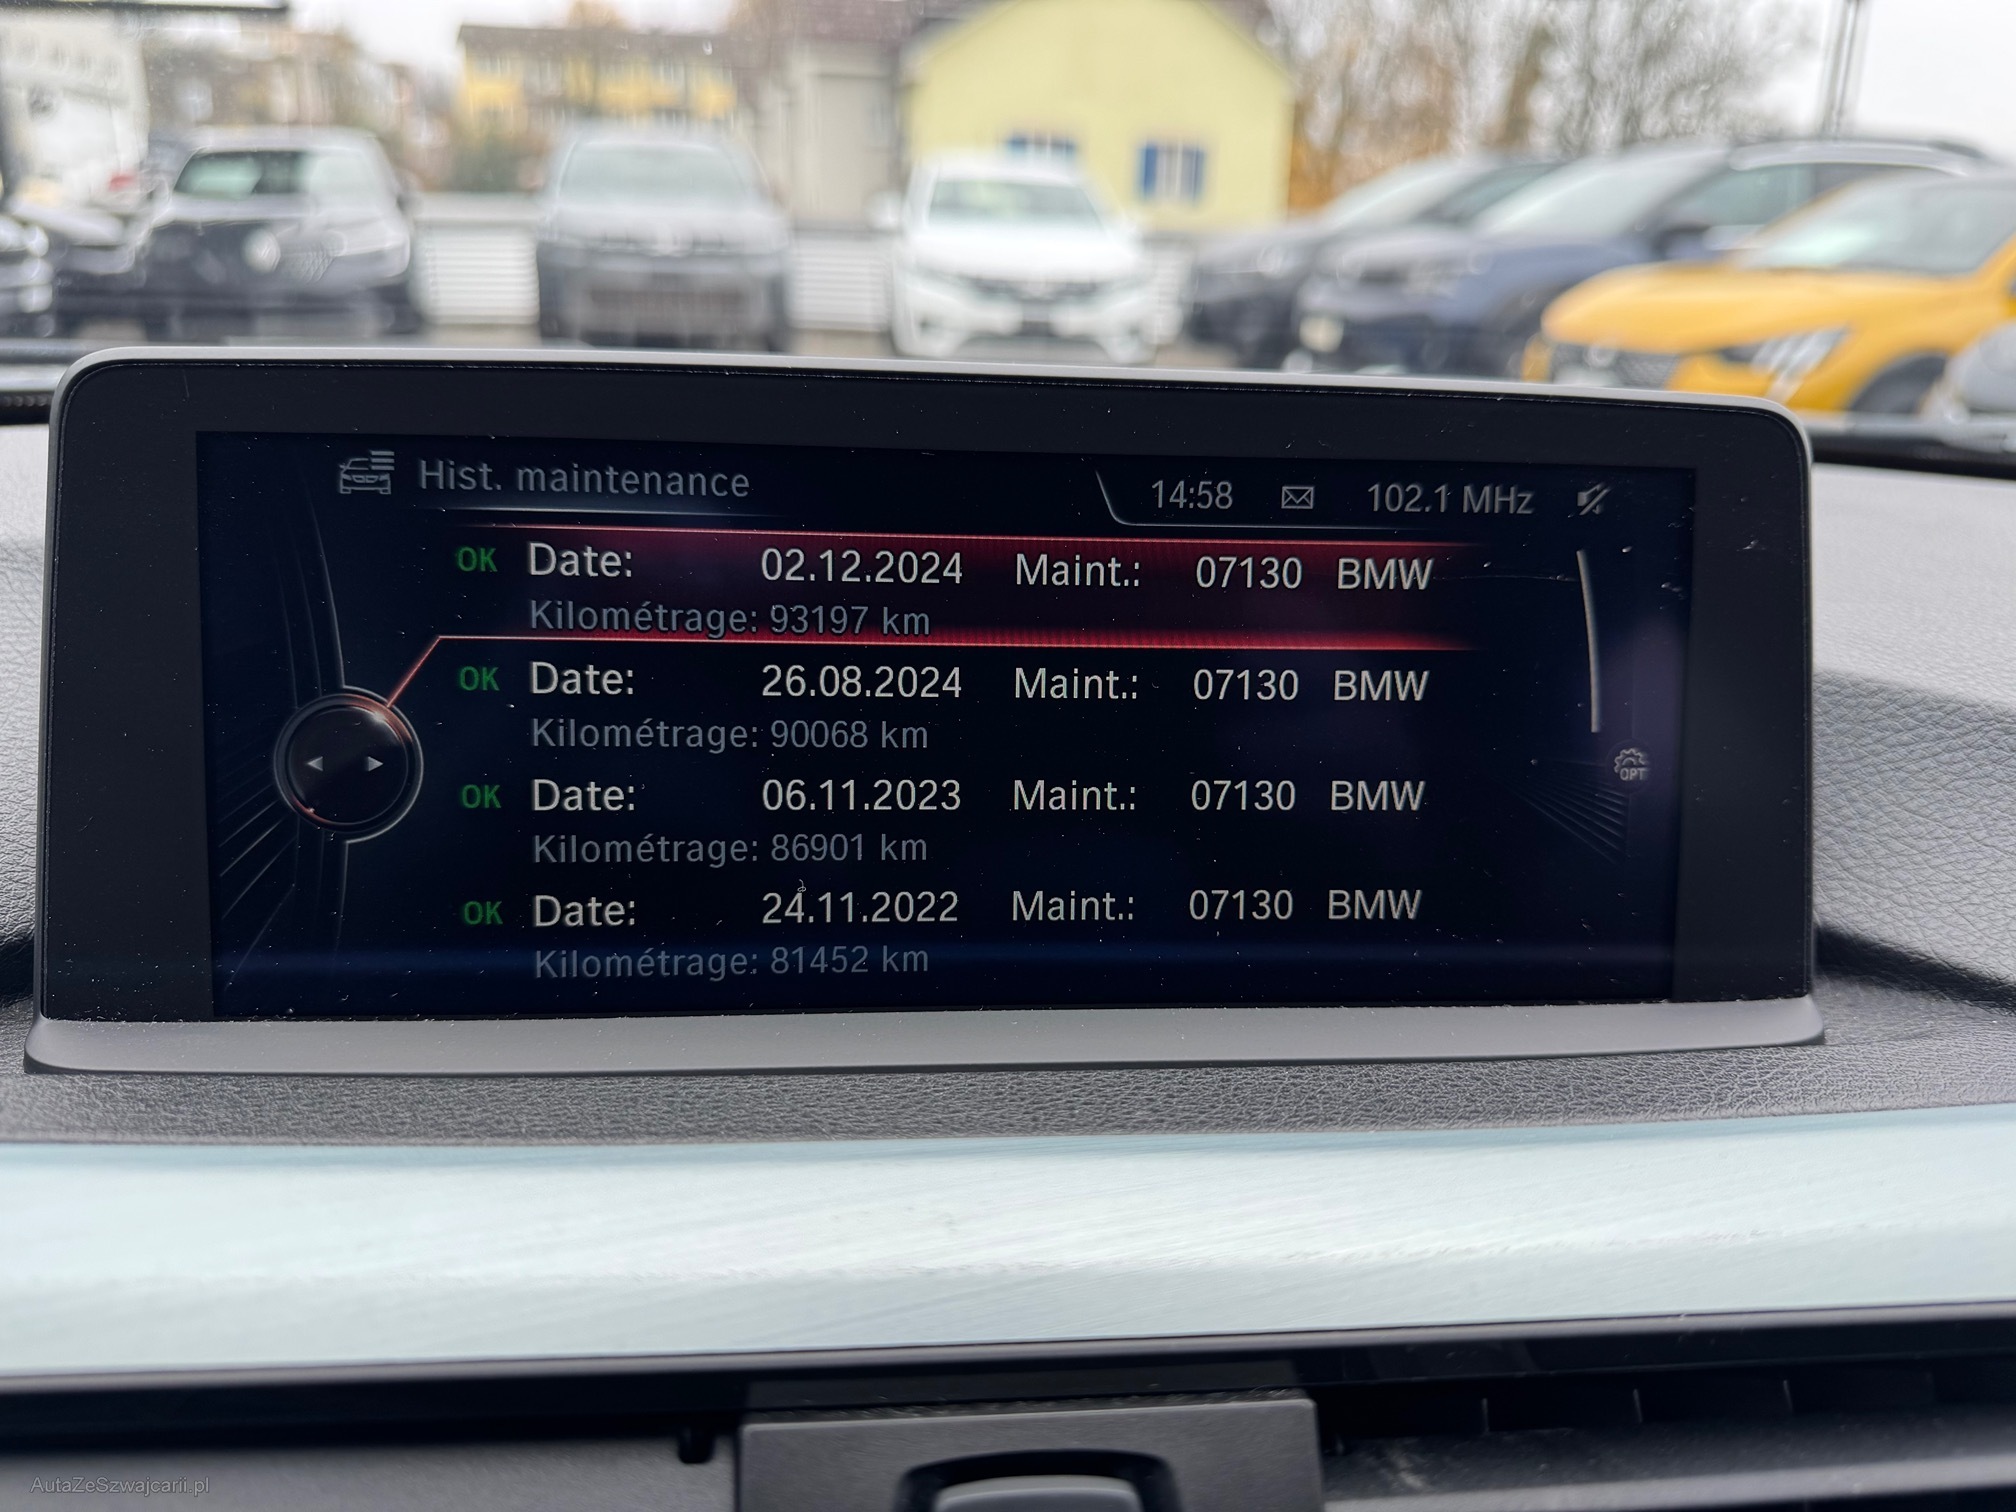 Hist. maintenance 14:58 102.1 MHz
OK Date: 02.12.2024 Maint.: 07130 BMW
Kilométrage: 93197 km
OK Date: 26.08.2024 Maint.: 07130 BMW
Kilométrage: 90068 km
OK Date: 06.11.2023 Maint.: 07130 BMW
Kilométrage: 86901 km
OPT
OK Date: 24.11.2022 Maint.: 07130 BMW
Kilométrage: 81452 km
AutaZeSzwajcarii.pl